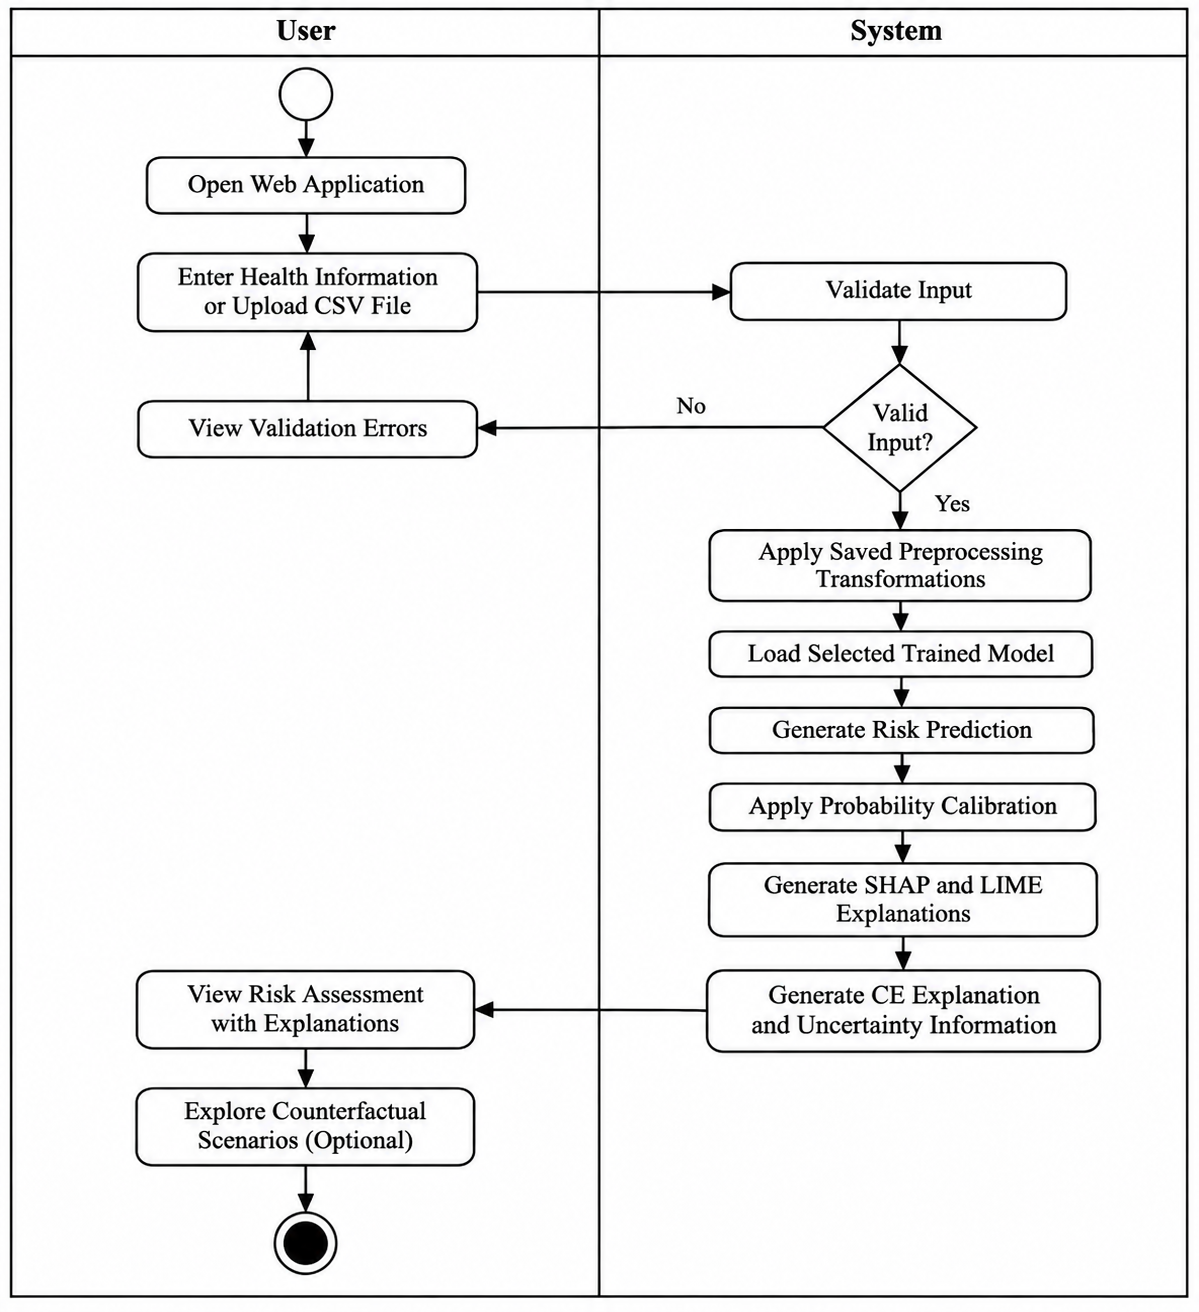 User
System
Open Web Application
Enter Health Information
or Upload CSV File
Validate Input
Valid
Input?
No
View Validation Errors
Yes
Apply Saved Preprocessing
Transformations
Load Selected Trained Model
Generate Risk Prediction
Apply Probability Calibration
Generate SHAP and LIME
Explanations
Generate CE Explanation
and Uncertainty Information
View Risk Assessment
with Explanations
Explore Counterfactual
Scenarios (Optional)